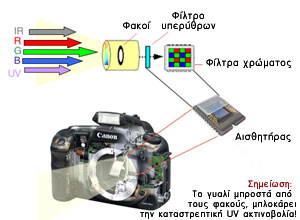 Φίλτρο
Φακοί υπερύθρων
IR
R
G
B
UV
Φίλτρα χρώματος
Canon
Αισθητήρας
Σημείωση:
Το γυαλί μπροστά από
τους φακούς, μπλοκάρει
την καταστρεπτική UV ακτινοβολία!